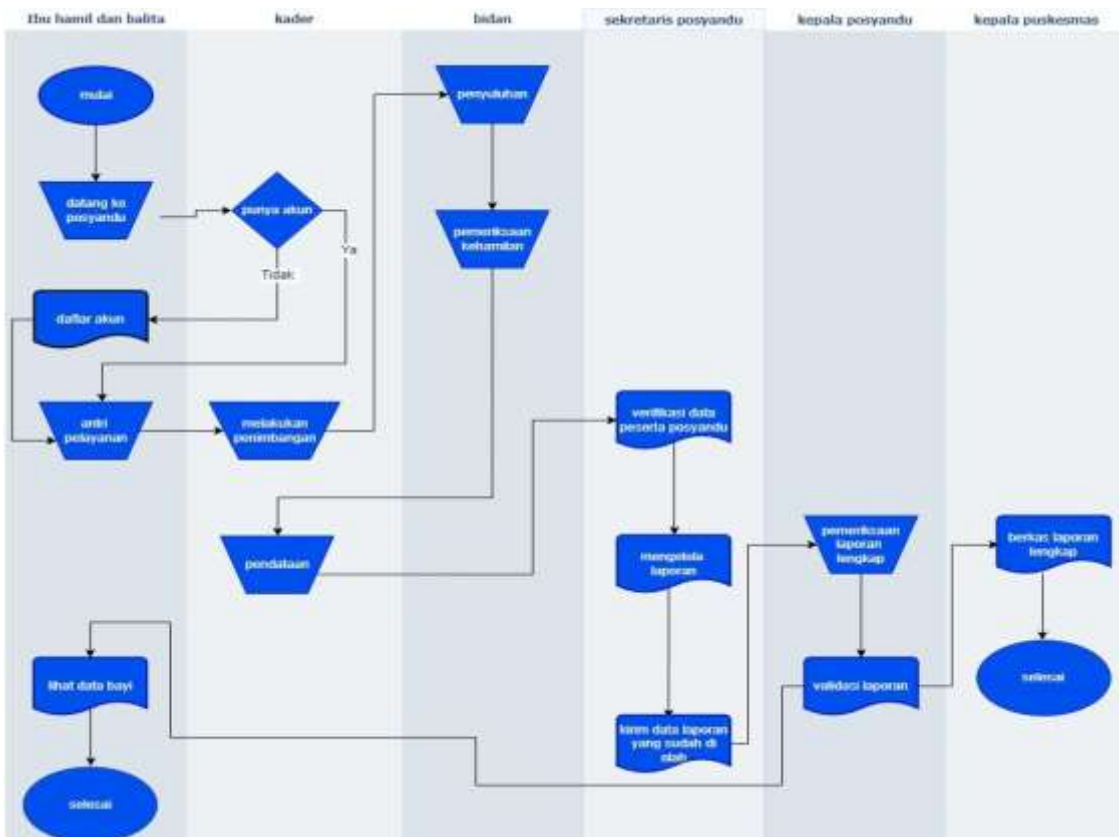 Ibu hamil dan balita
kader
bidan
sekretaris posyandu
kepala posyandu
kepala puskesmas
mulai
penyuluhan
datang ke
posyandu
punya akun
pemeriksaan
kehamilan
Ya
Tidak
daftar akun
antri
pelayanan
melakukan
penimbangan
verifikasi data
peserta posyandu
pendataan
mengelola
laporan
pemeriksaan
laporan
lengkap
berkas laporan
lengkap
lihat data bayi
validasi laporan
selesai
kirim data laporan
yang sudah di
olah
selesai